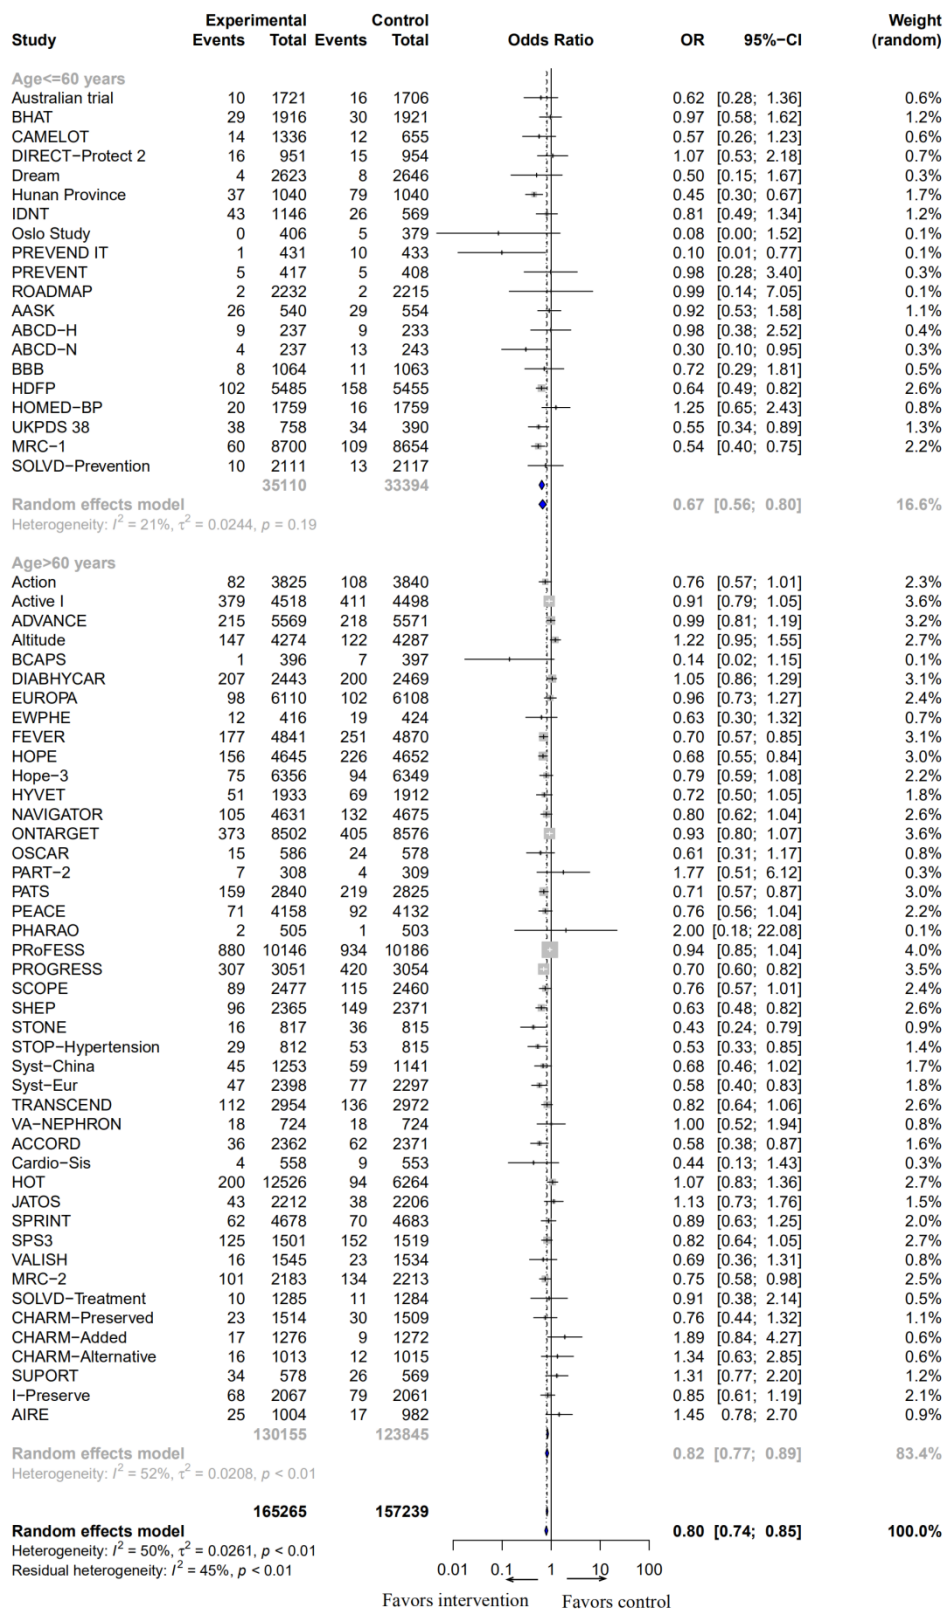 Experimental Control Weight
Study Events Total Events Total Odds Ratio OR 95%−CI (random)
Age<=60 years
Australian trial 10 1721 16 1706 0.62 [0.28; 1.36] 0.6%
BHAT 29 1916 30 1921 0.97 [0.58; 1.62] 1.2%
CAMELOT 14 1336 12 655 0.57 [0.26; 1.23] 0.6%
DIRECT−Protect 2 16 951 15 954 1.07 [0.53; 2.18] 0.7%
Dream 4 2623 8 2646 0.50 [0.15; 1.67] 0.3%
Hunan Province 37 1040 79 1040 0.45 [0.30; 0.67] 1.7%
IDNT 43 1146 26 569 0.81 [0.49; 1.34] 1.2%
Oslo Study 0 406 5 379 0.08 [0.00; 1.52] 0.1%
PREVEND IT 1 431 10 433 0.10 [0.01; 0.77] 0.1%
PREVENT 5 417 5 408 0.98 [0.28; 3.40] 0.3%
ROADMAP 2 2232 2 2215 0.99 [0.14; 7.05] 0.1%
AASK 26 540 29 554 0.92 [0.53; 1.58] 1.1%
ABCD−H 9 237 9 233 0.98 [0.38; 2.52] 0.4%
ABCD−N 4 237 13 243 0.30 [0.10; 0.95] 0.3%
BBB 8 1064 11 1063 0.72 [0.29; 1.81] 0.4%
HDFP 102 5485 158 5455 0.64 [0.49; 0.82] 2.6%
HOMED−BP 20 1759 16 1759 1.25 [0.65; 2.43] 0.8%
UKPDS 38 38 758 34 390 0.55 [0.34; 0.89] 1.3%
MRC−1 60 8700 109 8654 0.54 [0.40; 0.75] 2.2%
SOLVD−Prevention 10 2111 13 2117
35110 33394
Random effects model 0.67 [0.56; 0.80] 16.6%
Heterogeneity: I² = 21%, τ² = 0.0244, p = 0.19
Age>60 years
Action 82 3825 108 3840 0.76 [0.57; 1.01] 2.3%
Active I 379 4518 411 4498 0.91 [0.79; 1.05] 3.6%
ADVANCE 215 5569 218 5571 0.99 [0.81; 1.19] 3.2%
Altitude 147 4274 122 4287 1.22 [0.95; 1.55] 2.7%
BCAPS 1 396 7 397 0.14 [0.02; 1.15] 0.1%
DIABHYCAR 207 2443 200 2469 1.05 [0.86; 1.29] 3.1%
EUROPA 98 6110 102 6108 0.96 [0.73; 1.27] 2.4%
EWPHE 12 416 19 424 0.63 [0.30; 1.32] 0.7%
FEVER 177 4841 251 4870 0.70 [0.57; 0.85] 3.1%
HOPE 156 4645 226 4652 0.68 [0.55; 0.84] 3.0%
Hope−3 75 6356 94 6349 0.79 [0.59; 1.08] 2.2%
HYVET 51 1933 69 1912 0.72 [0.50; 1.05] 1.8%
NAVIGATOR 105 4631 132 4675 0.80 [0.62; 1.04] 2.6%
ONTARGET 373 8502 405 8576 0.93 [0.80; 1.07] 3.6%
OSCAR 15 586 24 578 0.61 [0.31; 1.17] 0.8%
PART−2 7 308 4 309 1.77 [0.51; 6.12] 0.3%
PATS 159 2840 219 2825 0.71 [0.57; 0.87] 3.0%
PEACE 71 4158 92 4132 0.76 [0.56; 1.04] 2.2%
PHARAO 2 505 1 503 2.00 [0.18; 22.08] 0.1%
PRoFESS 880 10146 934 10186 0.94 [0.85; 1.04] 4.0%
PROGRESS 307 3051 420 3054 0.70 [0.60; 0.82] 3.5%
SCOPE 89 2477 115 2460 0.76 [0.57; 1.01] 2.4%
SHEP 96 2365 149 2371 0.63 [0.48; 0.82] 2.6%
STONE 16 817 36 815 0.43 [0.24; 0.79] 0.9%
STOP−Hypertension 29 812 53 815 0.53 [0.33; 0.85] 1.4%
Syst−China 45 1253 59 1141 0.68 [0.46; 1.02] 1.7%
Syst−Eur 47 2398 77 2297 0.58 [0.40; 0.83] 1.8%
TRANSCEND 112 2954 136 2972 0.82 [0.64; 1.06] 2.6%
VA−NEPHRON 18 724 18 724 1.00 [0.52; 1.94] 0.8%
ACCORD 36 2362 62 2371 0.58 [0.38; 0.87] 1.7%
Cardio−Sis 4 558 9 553 0.44 [0.13; 1.43] 0.3%
HOT 200 12526 94 6264 1.07 [0.83; 1.36] 2.7%
JATOS 43 2212 38 2206 1.13 [0.73; 1.76] 1.5%
SPRINT 62 4678 70 4683 0.89 [0.63; 1.25] 2.0%
SPS3 125 1501 152 1519 0.82 [0.64; 1.05] 2.7%
VALISH 16 1545 23 1534 0.69 [0.36; 1.31] 0.8%
MRC−2 101 2183 134 2213 0.75 [0.58; 0.98] 2.5%
SOLVD−Treatment 10 1285 11 1284 0.91 [0.38; 2.14] 0.5%
CHARM−Preserved 23 1514 30 1509 0.76 [0.44; 1.32] 1.1%
CHARM−Added 17 1276 9 1272 1.89 [0.84; 4.27] 0.6%
CHARM−Alternative 16 1013 12 1015 1.34 [0.63; 2.85] 0.6%
SUPORT 34 578 26 569 1.31 [0.77; 2.20] 1.2%
I−Preserve 68 2067 79 2061 0.85 [0.61; 1.19] 2.1%
AIRE 25 1004 17 982 1.45 0.78; 2.70 0.9%
130155 123845
Random effects model 0.82 [0.77; 0.89] 83.4%
Heterogeneity: I² = 52%, τ² = 0.0208, p < 0.01
165265 157239
Random effects model 0.80 [0.74; 0.85] 100.0%
Heterogeneity: I² = 50%, τ² = 0.0261, p < 0.01
Residual heterogeneity: I² = 45%, p < 0.01
0.01 0.1 1 10 100
Favors intervention Favors control